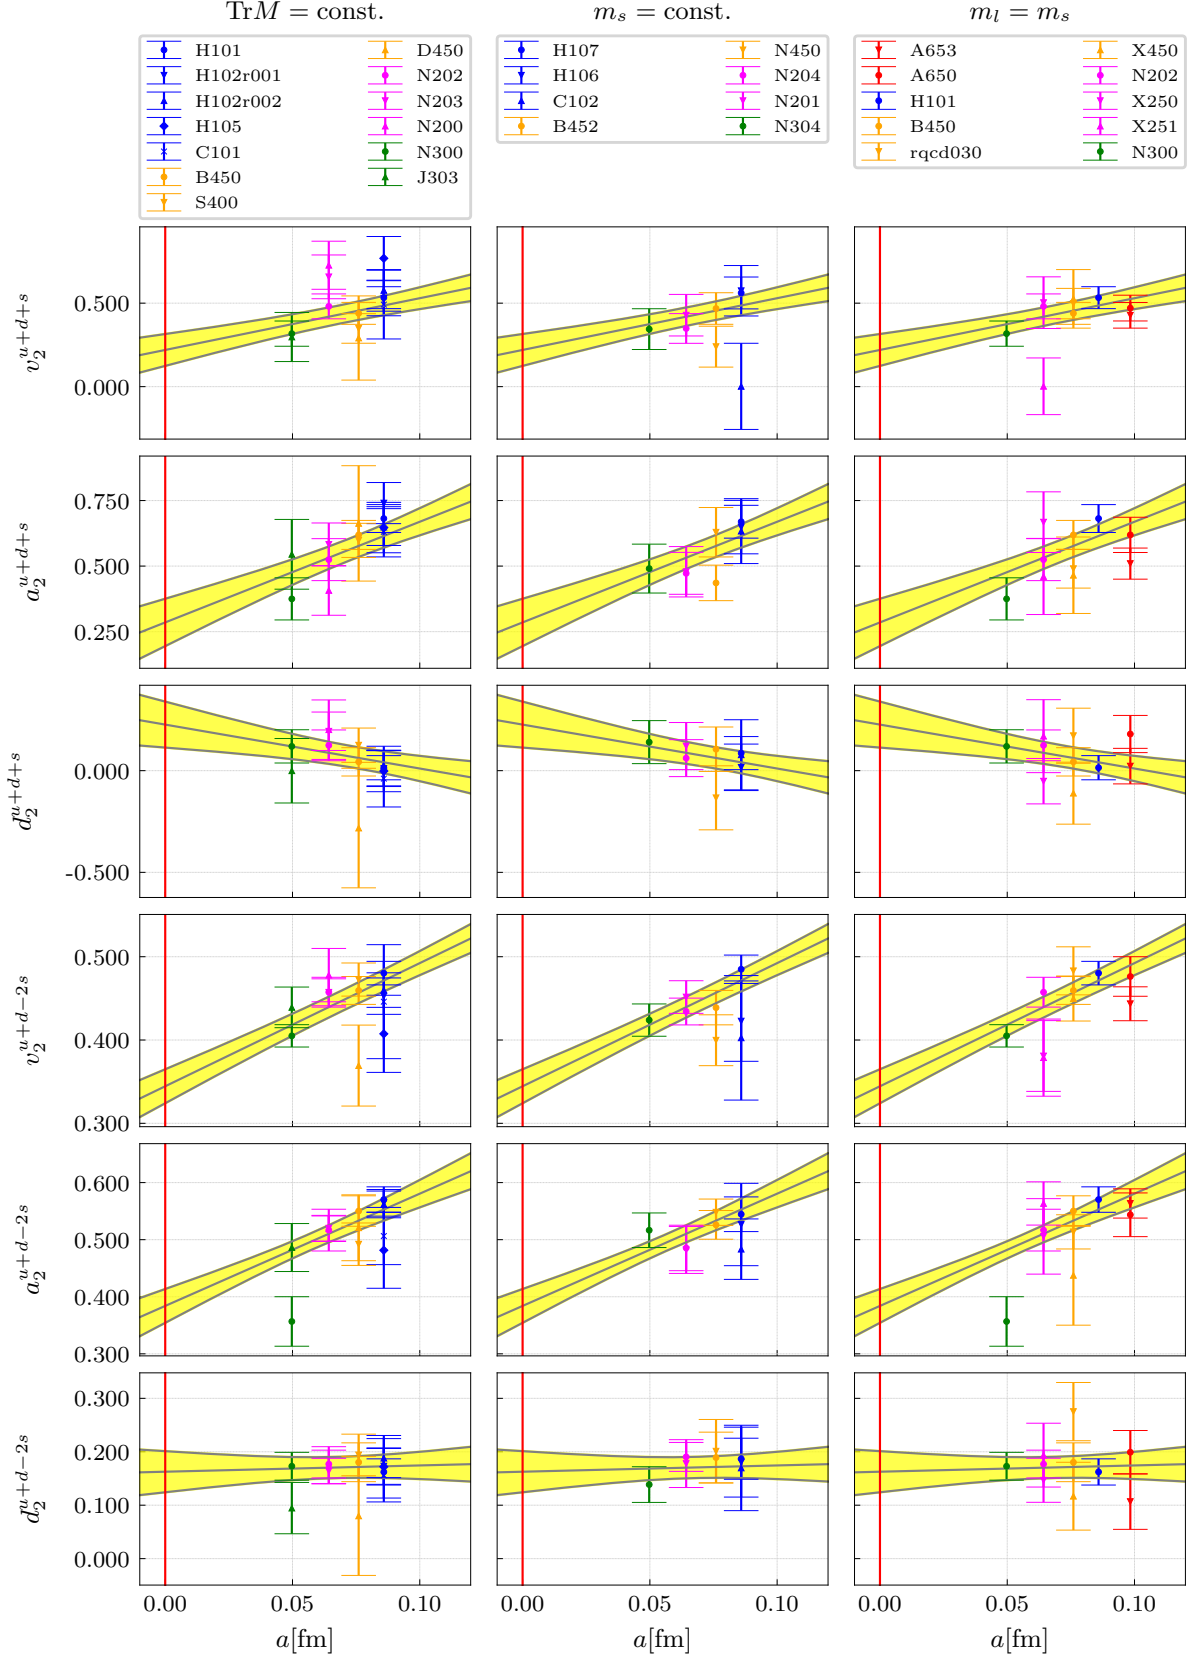 TrM = const.
m_s = const.
m_l = m_s
H101
H102r001
H102r002
H105
C101
B450
S400
D450
N202
N203
N200
N300
J303
H107
H106
C102
B452
N450
N204
N201
N304
A653
A650
H101
B450
rqcd030
X450
N202
X250
X251
N300
v_2^{u+d+s}
0.500
0.000
a_2^{u+d+s}
0.750
0.500
0.250
d_2^{u+d+s}
0.000
-0.500
v_2^{u+d-2s}
0.500
0.400
0.300
a_2^{u+d-2s}
0.600
0.500
0.400
0.300
d_2^{u+d-2s}
0.300
0.200
0.100
0.000
0.00 0.05 0.10
0.00 0.05 0.10
0.00 0.05 0.10
a[fm]
a[fm]
a[fm]